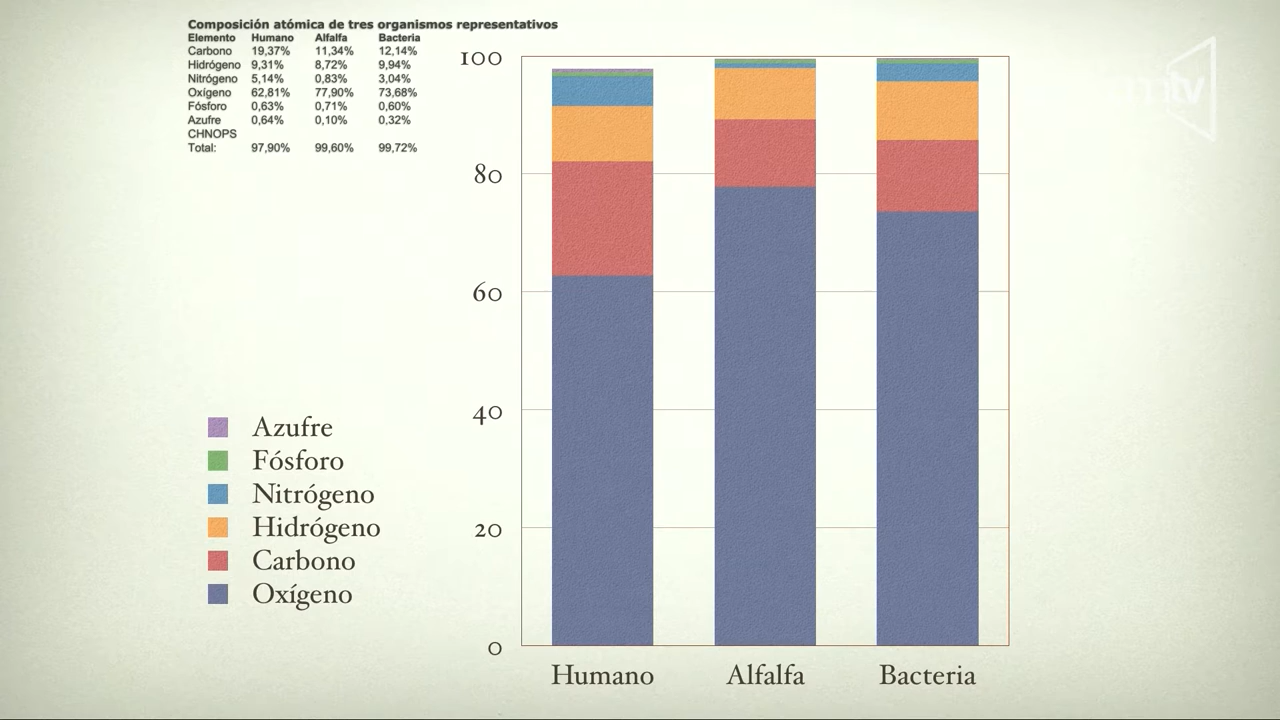 Composición atómica de tres organismos representativos
Elemento Humano Alfalfa Bacteria
Carbono 19,37% 11,34% 12,14%
Hidrógeno 9,31% 8,72% 9,94%
Nitrógeno 5,14% 0,83% 3,04%
Oxígeno 62,81% 77,90% 73,68%
Fósforo 0,63% 0,71% 0,60%
Azufre 0,64% 0,10% 0,32%
CHNOPS
Total: 97,90% 99,60% 99,72%
100
80
60
40
20
0
Azufre
Fósforo
Nitrógeno
Hidrógeno
Carbono
Oxígeno
Humano Alfalfa Bacteria